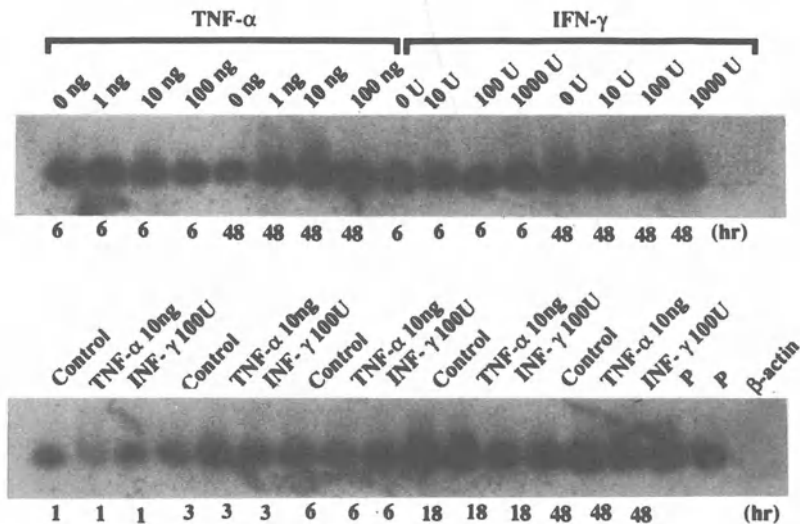 TNF-α IFN-γ
0 ng 1 ng 10 ng 100 ng 0 ng 1 ng 10 ng 100 ng 0 U 10 U 100 U 1000 U 0 U 10 U 100 U 1000 U
6 6 6 6 48 48 48 48 6 6 6 6 48 48 48 48 (hr)
Control TNF-α 10ng INF-γ 100U Control TNF-α 10ng INF-γ 100U Control TNF-α 10ng INF-γ 100U Control TNF-α 10ng INF-γ 100U Control TNF-α 10ng INF-γ 100U P P β-actin
1 1 1 3 3 3 6 6 6 18 18 18 48 48 48 (hr)